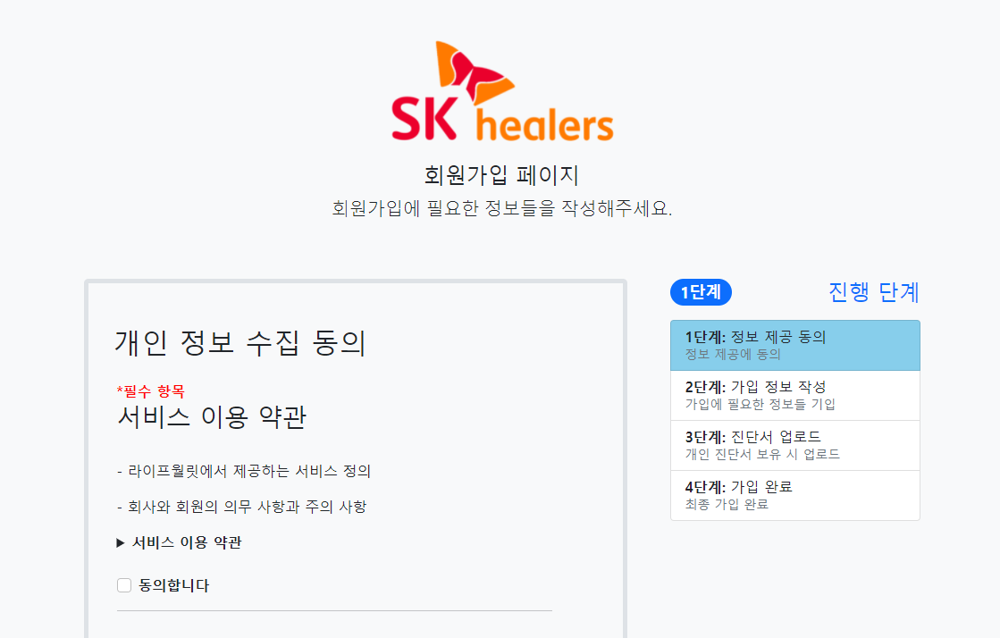 SK healers
회원가입 페이지
회원가입에 필요한 정보들을 작성해주세요.
개인 정보 수집 동의
*필수 항목
서비스 이용 약관
- 라이프월릿에서 제공하는 서비스 정의
- 회사와 회원의 의무 사항과 주의 사항
▶ 서비스 이용 약관
동의합니다
1단계
진행 단계
1단계: 정보 제공 동의
정보 제공에 동의
2단계: 가입 정보 작성
가입에 필요한 정보들 기입
3단계: 진단서 업로드
개인 진단서 보유 시 업로드
4단계: 가입 완료
최종 가입 완료